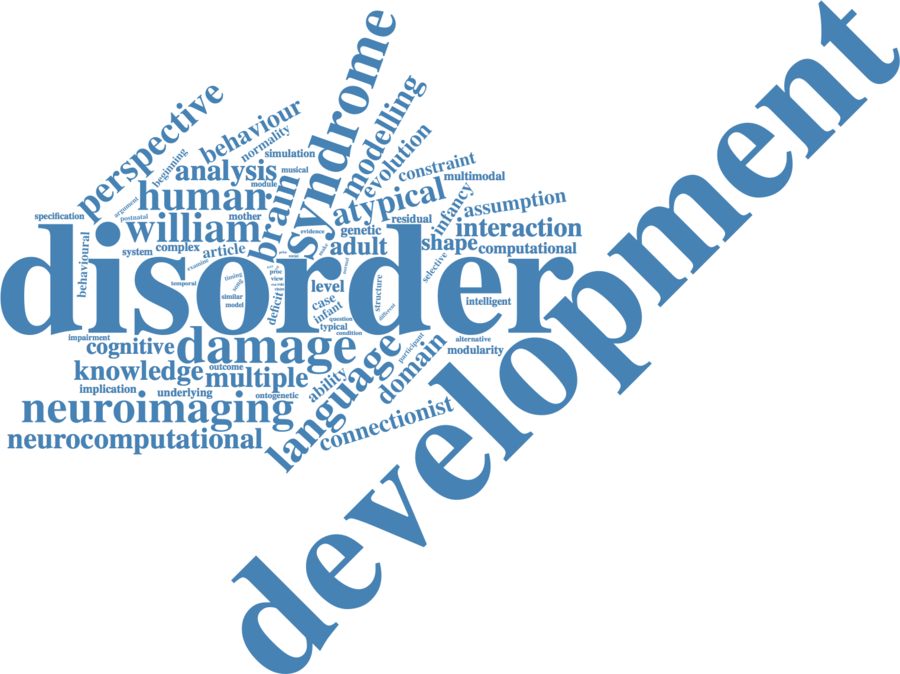 development
syndrome
perspective
behaviour
normality
modelling
evolution
beginning
simulation
analysis
musical
constraint
module
multimodal
human
brain
atypical
infancy
argument
assumption
postnatal
specification
mother
residual
william
evidence
genetic
interaction
system
complex
article
adult
shape
computational
disorder
behavioural
examine
selective
temporal
timing
song
view
level
structure
similar
model
deficit
case
infant
different
intelligent
question
typical
condition
impairment
cognitive
damage
participant
alternative
modularity
knowledge
outcome
multiple
language
domain
implication
underlying
ontogenetic
ability
neuroimaging
connectionist
neurocomputational